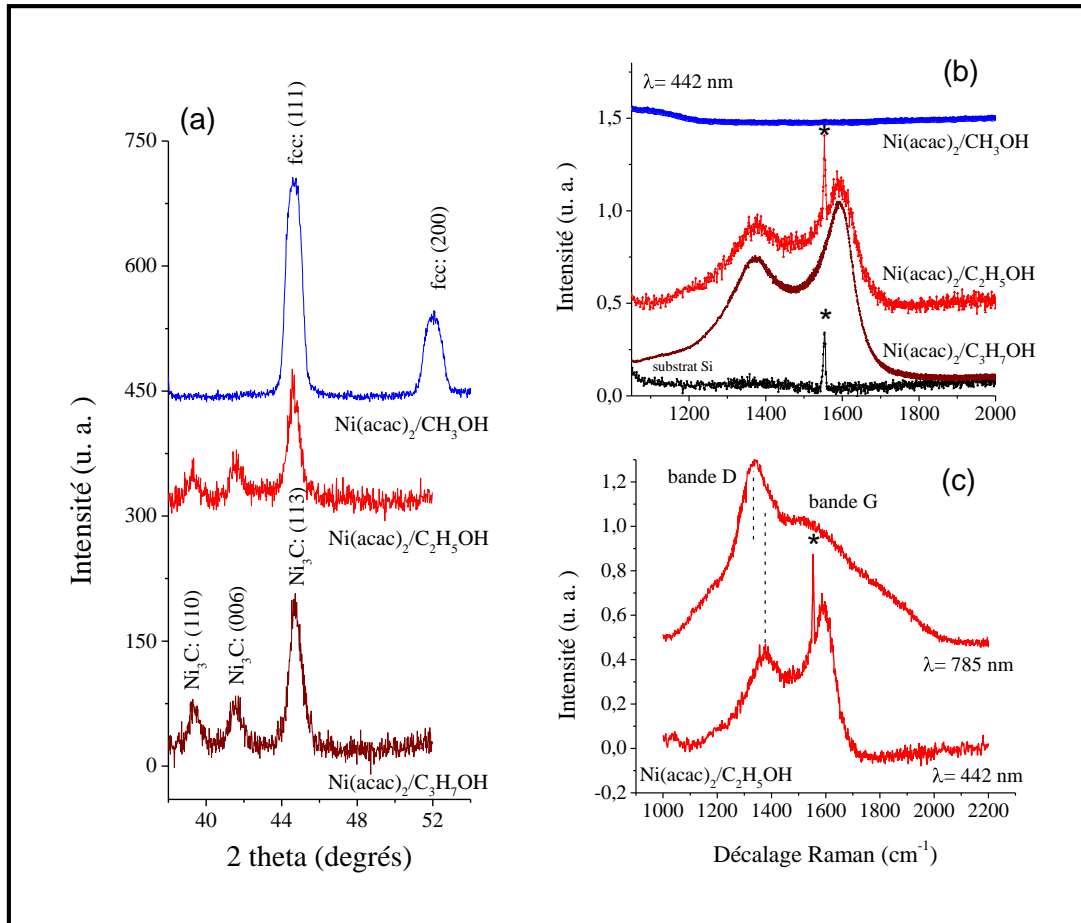 (a)
750
600
450
300
150
0
Intensité (u. a.)
fcc: (111)
fcc: (200)
Ni(acac)₂/CH₃OH
Ni(acac)₂/C₂H₅OH
Ni₃C: (110)
Ni₃C: (006)
Ni₃C: (113)
Ni(acac)₂/C₃H₇OH
40 44 48 52
2 theta (degrés)
(b)
λ= 442 nm
1,5
1,0
0,5
0,0
Intensité (u. a.)
*
Ni(acac)₂/CH₃OH
Ni(acac)₂/C₂H₅OH
*
Ni(acac)₂/C₃H₇OH
substrat Si
1200 1400 1600 1800 2000
(c)
1,2
1,0
0,8
0,6
0,4
0,2
0,0
-0,2
Intensité (u. a. )
bande D
bande G
*
λ= 785 nm
Ni(acac)₂/C₂H₅OH
λ= 442 nm
1000 1200 1400 1600 1800 2000 2200
Décalage Raman (cm⁻¹)